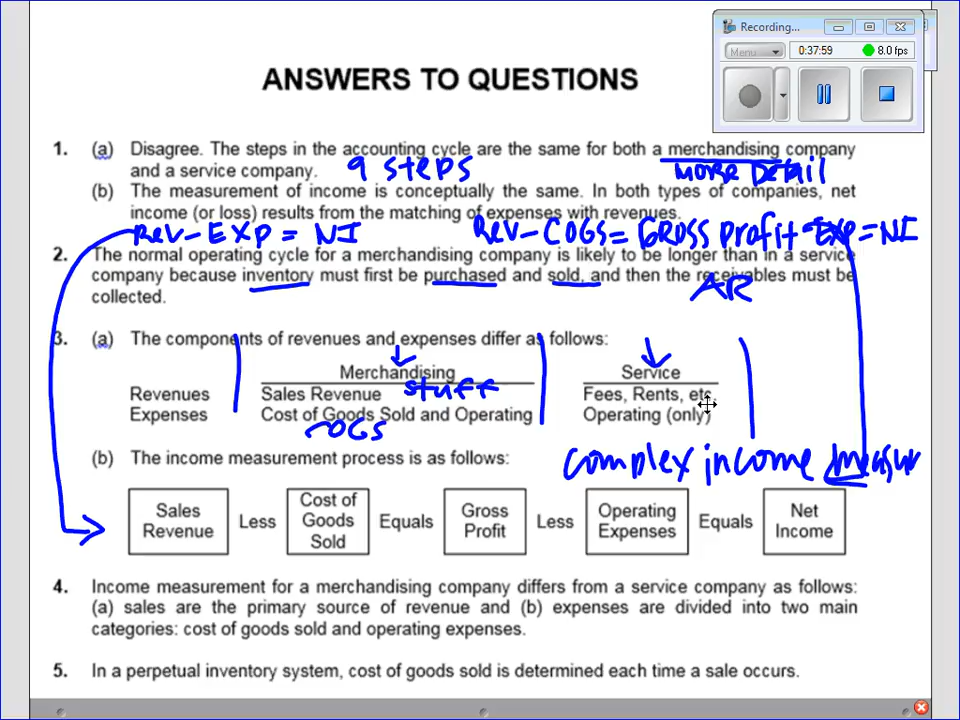 Recording...
Menu
0:37:59
8.0 fps
ANSWERS TO QUESTIONS
1. (a) Disagree. The steps in the accounting cycle are the same for both a merchandising company
and a service company.
9 steps
more Detail
(b) The measurement of income is conceptually the same. In both types of companies, net
income (or loss) results from the matching of expenses with revenues.
Rev - EXP = NI
Rev - COGS = GROSS Profit - EXP = NI
2. The normal operating cycle for a merchandising company is likely to be longer than in a service
company because inventory must first be purchased and sold, and then the receivables must be
collected.
AR
3. (a) The components of revenues and expenses differ as follows:
Merchandising Service
stuff
Revenues Sales Revenue Fees, Rents, etc.
Expenses Cost of Goods Sold and Operating Operating (only)
COGS
(b) The income measurement process is as follows:
complex income measur
Sales Revenue Less Cost of Goods Sold Equals Gross Profit Less Operating Expenses Equals Net Income
4. Income measurement for a merchandising company differs from a service company as follows:
(a) sales are the primary source of revenue and (b) expenses are divided into two main
categories: cost of goods sold and operating expenses.
5. In a perpetual inventory system, cost of goods sold is determined each time a sale occurs.